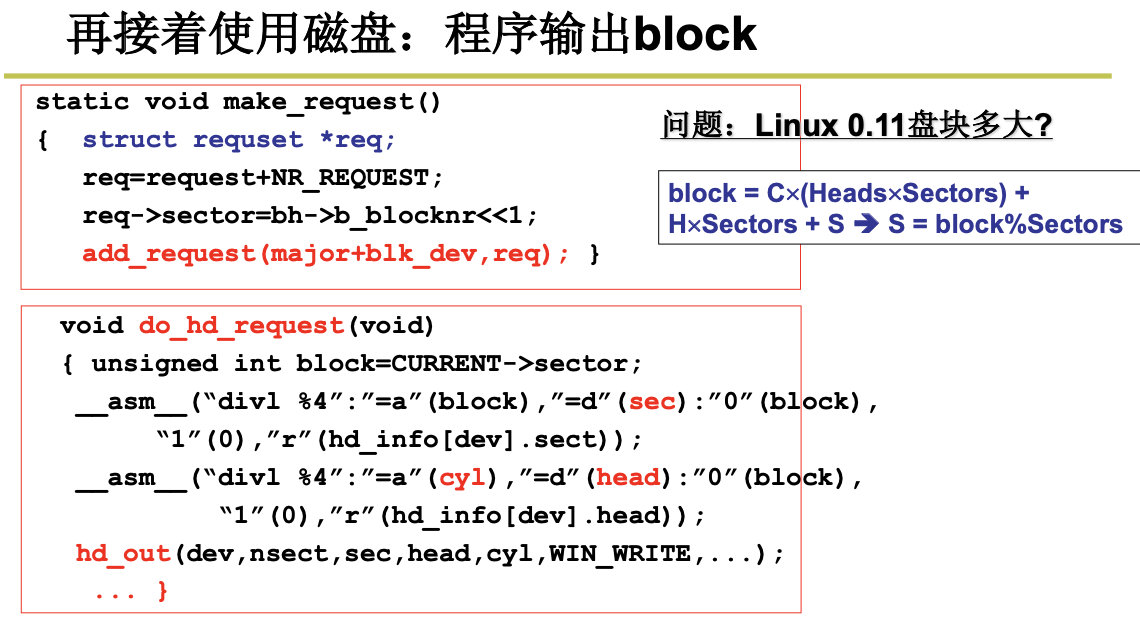 再接着使用磁盘：程序输出block
static void make_request()
{ struct requset *req;
req=request+NR_REQUEST;
req->sector=bh->b_blocknr<<1;
add_request(major+blk_dev,req); }
问题：Linux 0.11盘块多大?
block = C×(Heads×Sectors) +
H×Sectors + S ➔ S = block%Sectors
void do_hd_request(void)
{ unsigned int block=CURRENT->sector;
__asm__(“divl %4”:”=a”(block),”=d”(sec):”0”(block),
“1”(0),”r”(hd_info[dev].sect));
__asm__(“divl %4”:”=a”(cyl),”=d”(head):”0”(block),
“1”(0),”r”(hd_info[dev].head));
hd_out(dev,nsect,sec,head,cyl,WIN_WRITE,...);
... }